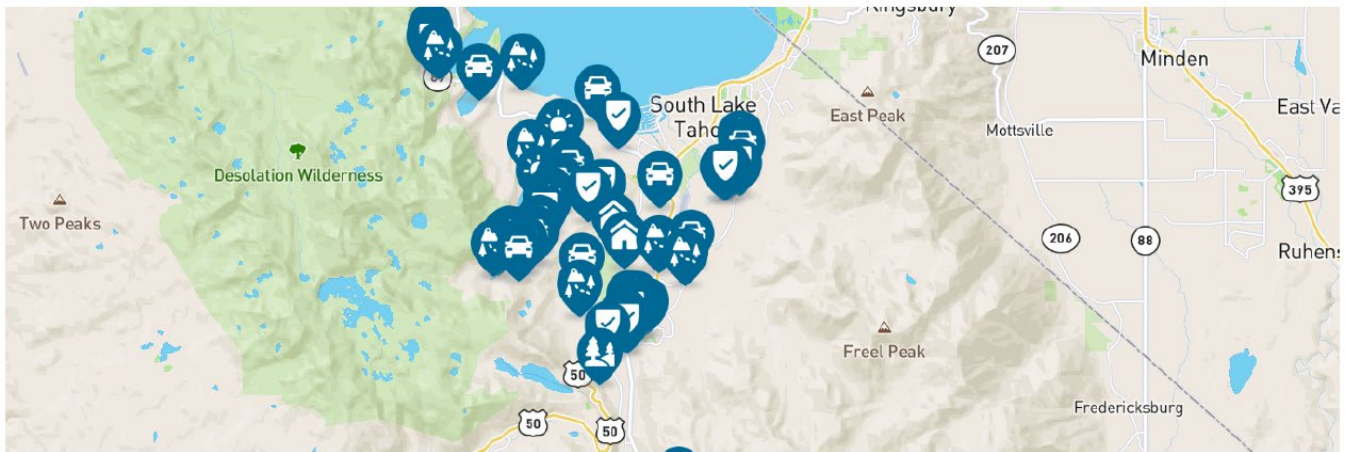 Kingsbury
207
Minden
South Lake
East Peak
East Va
Mottsville
Desolation Wilderness
395
Two Peaks
206
88
Ruhens
Freel Peak
50
Fredericksburg
50
50